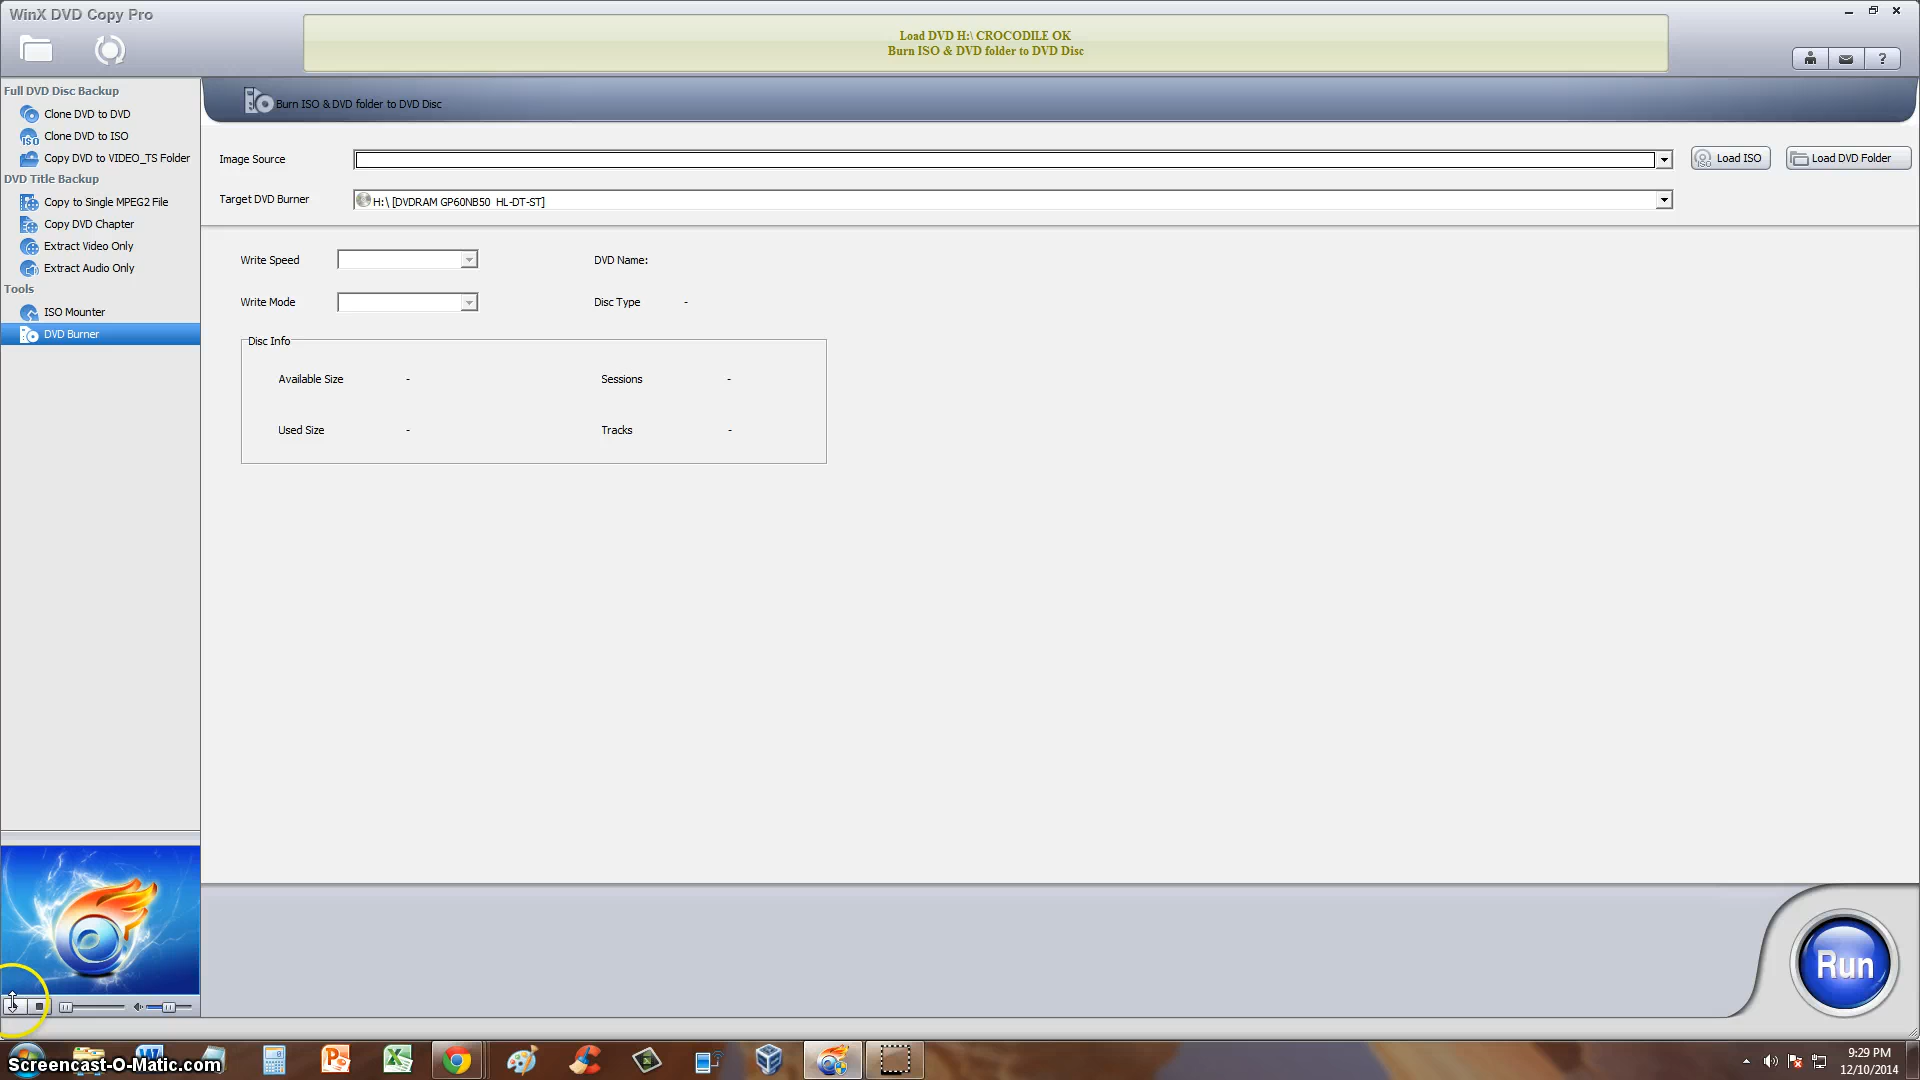 WinX DVD Copy Pro
Load DVD H:\ CROCODILE OK
Burn ISO & DVD folder to DVD Disc
?
Full DVD Disc Backup
Clone DVD to DVD
Clone DVD to ISO
Copy DVD to VIDEO_TS Folder
DVD Title Backup
Copy to Single MPEG2 File
Copy DVD Chapter
Extract Video Only
Extract Audio Only
Tools
ISO Mounter
DVD Burner
Burn ISO & DVD folder to DVD Disc
Image Source
Load ISO
Load DVD Folder
Target DVD Burner
H:\ [DVDRAM GP60NB50  HL-DT-ST]
Write Speed
DVD Name:
Write Mode
Disc Type -
Disc Info
Available Size -
Sessions -
Used Size -
Tracks -
Run
Screencast-O-Matic.com
9:29 PM
12/10/2014